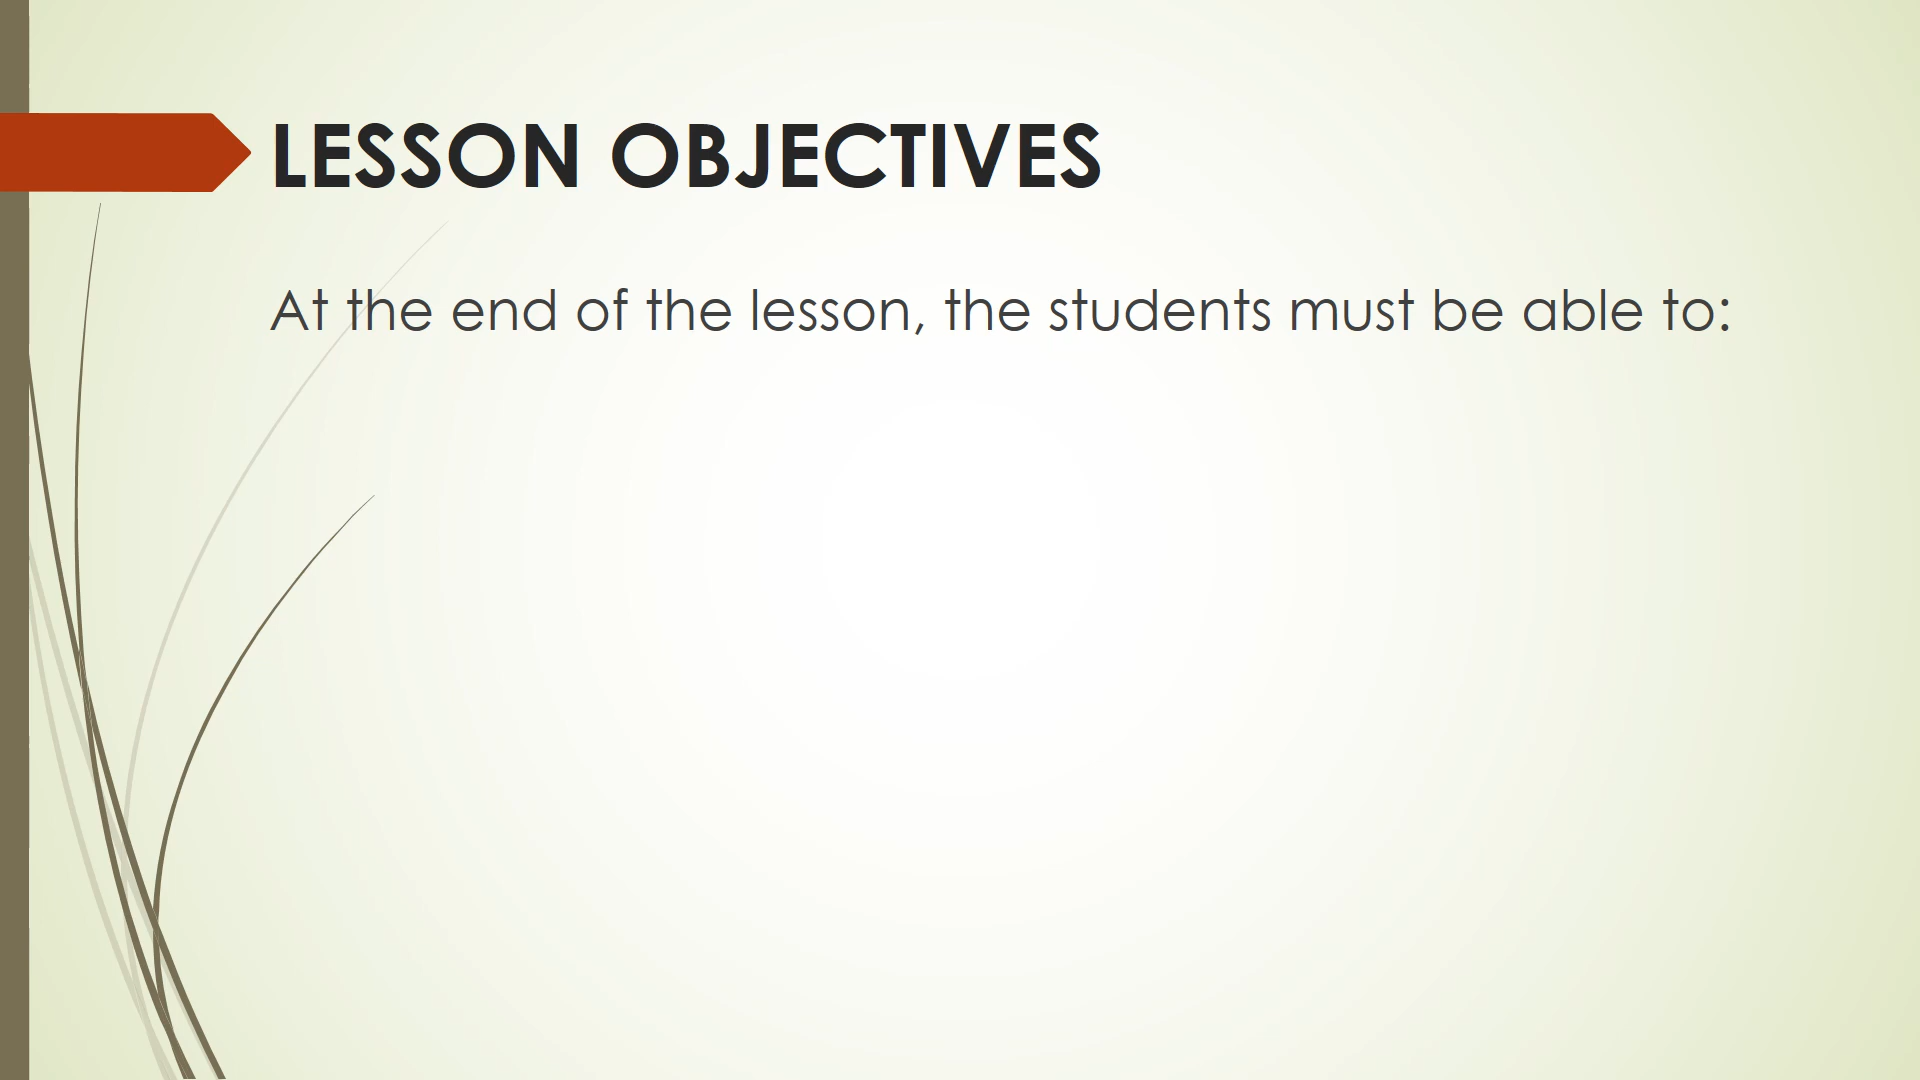 LESSON OBJECTIVES
At the end of the lesson, the students must be able to: